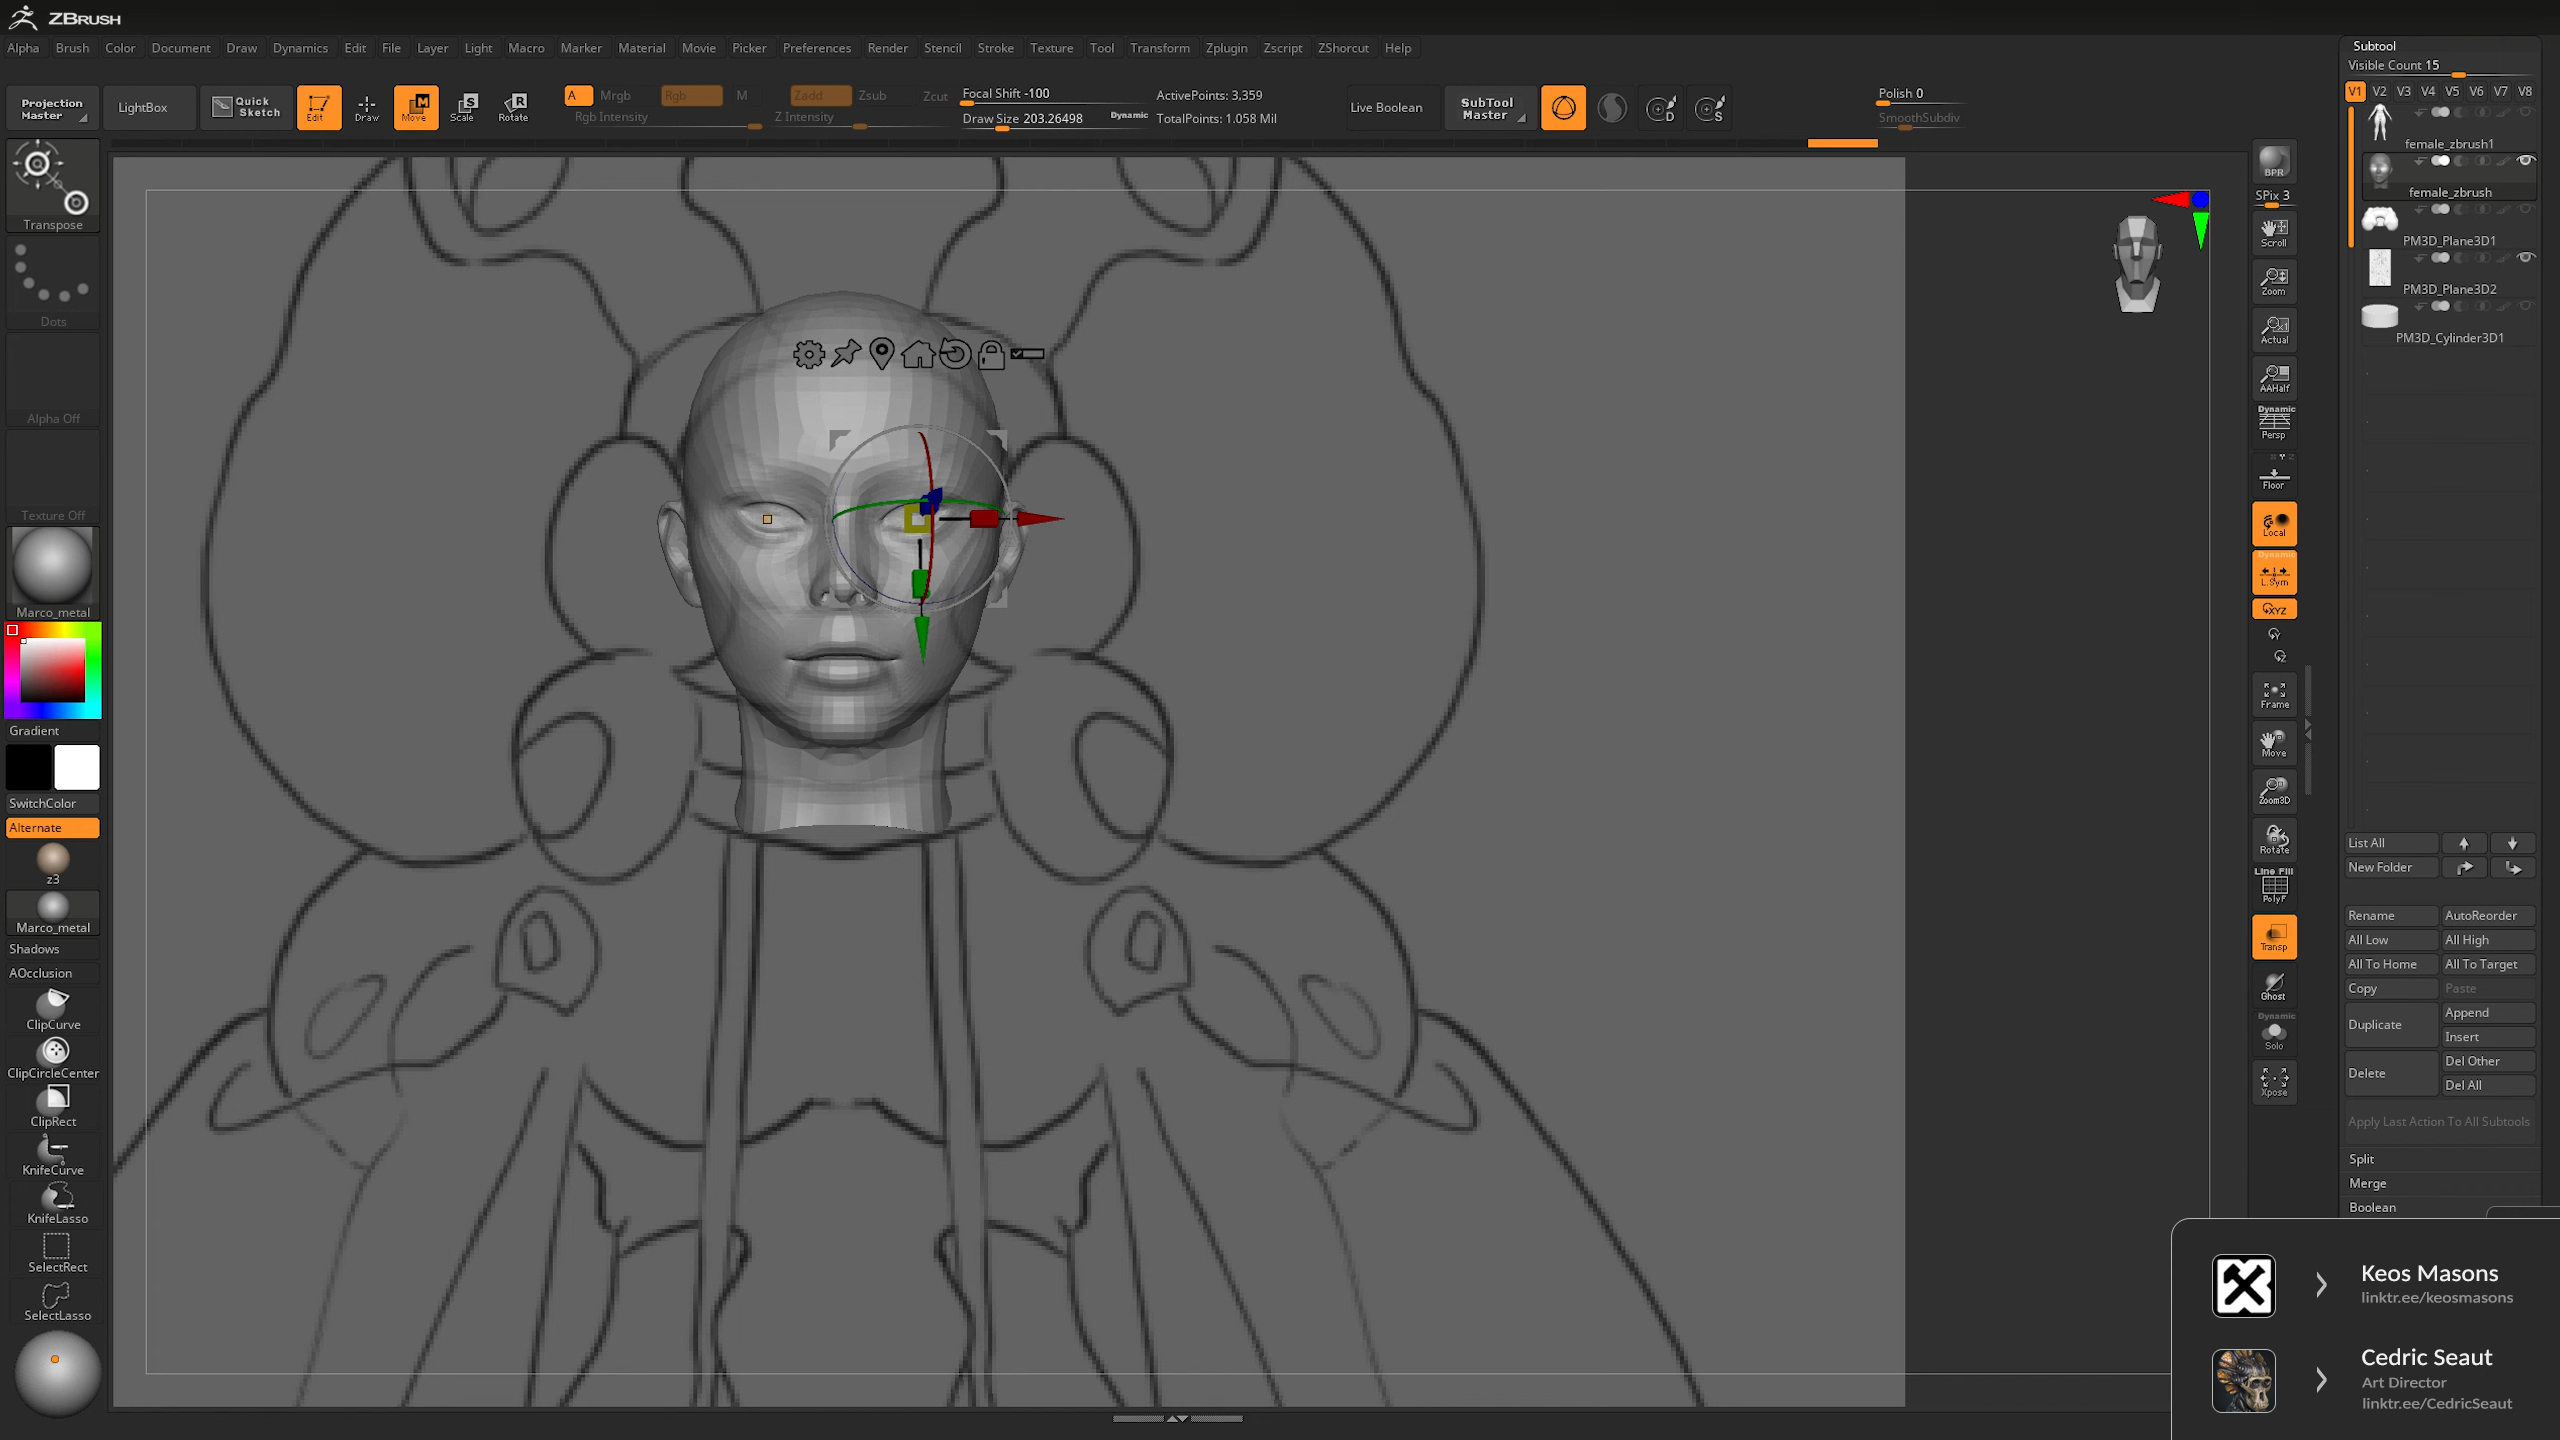 ZBRUSH
Alpha Brush Color Document Draw Dynamics Edit File Layer Light Macro Marker Material Movie Picker Preferences Render Stencil Stroke Texture Tool Transform Zplugin Zscript ZShorcut Help
Projection Master
LightBox
Quick Sketch
Edit
Draw
M
Move
S
Scale
R
Rotate
A Mrgb Rgb M
Rgb Intensity
Zadd Zsub Zcut
Z Intensity
Focal Shift -100
Draw Size 203.26498 Dynamic
ActivePoints: 3,359
TotalPoints: 1.058 Mil
Live Boolean
SubTool Master
D
S
Polish 0
SmoothSubdiv
Transpose
Dots
Alpha Off
Texture Off
Marco_metal
Gradient
SwitchColor
Alternate
z3
Marco_metal
Shadows
AOcclusion
ClipCurve
ClipCircleCenter
ClipRect
KnifeCurve
KnifeLasso
SelectRect
SelectLasso
BPR
SPix 3
Scroll
Zoom
Actual
AAHalf
Dynamic
Persp
Floor
Local
Dynamic
L.Sym
XYZ
Y
Z
Frame
Move
Zoom3D
Rotate
Line Fill
PolyF
Transp
Ghost
Dynamic
Solo
Xpose
Subtool
Visible Count 15
V1 V2 V3 V4 V5 V6 V7 V8
female_zbrush1
female_zbrush
PM3D_Plane3D1
PM3D_Plane3D2
PM3D_Cylinder3D1
List All
New Folder
Rename AutoReorder
All Low All High
All To Home All To Target
Copy Paste
Duplicate
Append
Insert
Delete
Del Other
Del All
Apply Last Action To All Subtools
Split
Merge
Boolean
Keos Masons
linktr.ee/keosmasons
Cedric Seaut
Art Director
linktr.ee/CedricSeaut